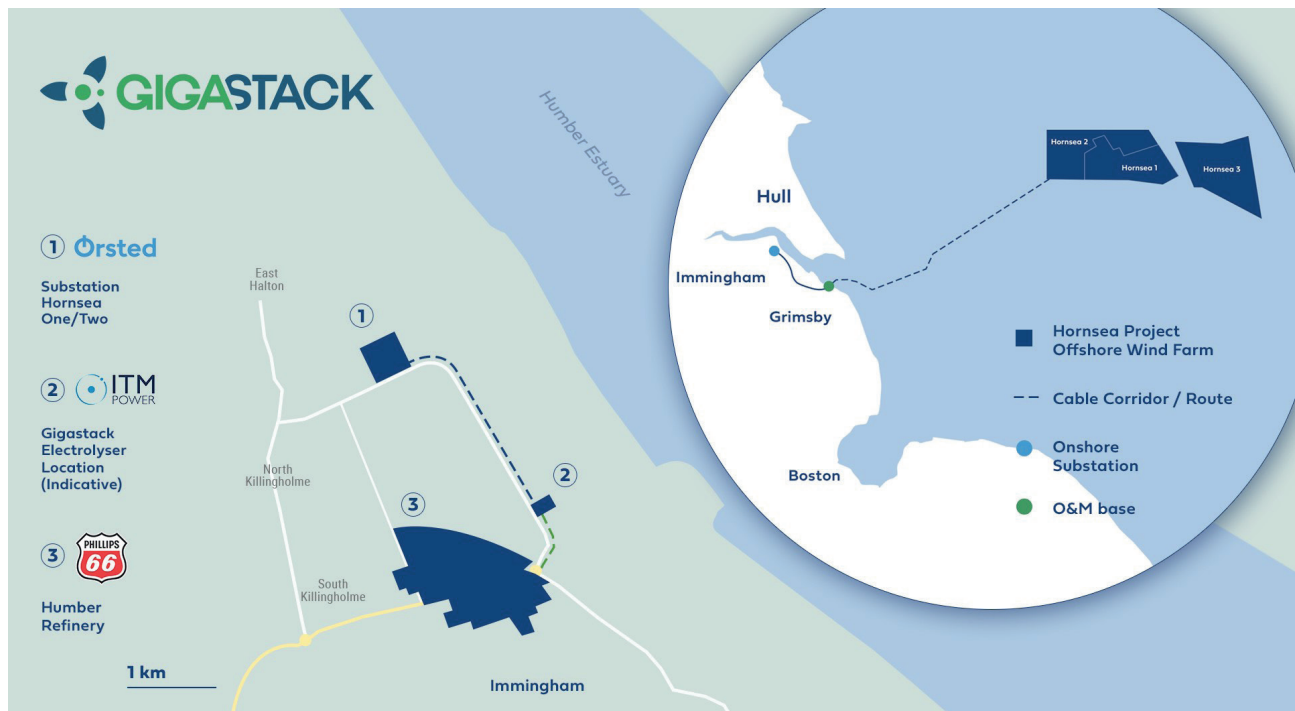 GIGASTACK
Humber Estuary
1 Ørsted
Substation
Hornsea
One/Two
2 ITM
POWER
Gigastack
Electrolyser
Location
(Indicative)
3 PHILLIPS
66
Humber
Refinery
1 km
East
Halton
1
North
Killingholme
2
3
South
Killingholme
Immingham
Hull
Immingham
Grimsby
Boston
Hornsea 2
Hornsea 1
Hornsea 3
Hornsea Project
Offshore Wind Farm
Cable Corridor / Route
Onshore
Substation
O&M base